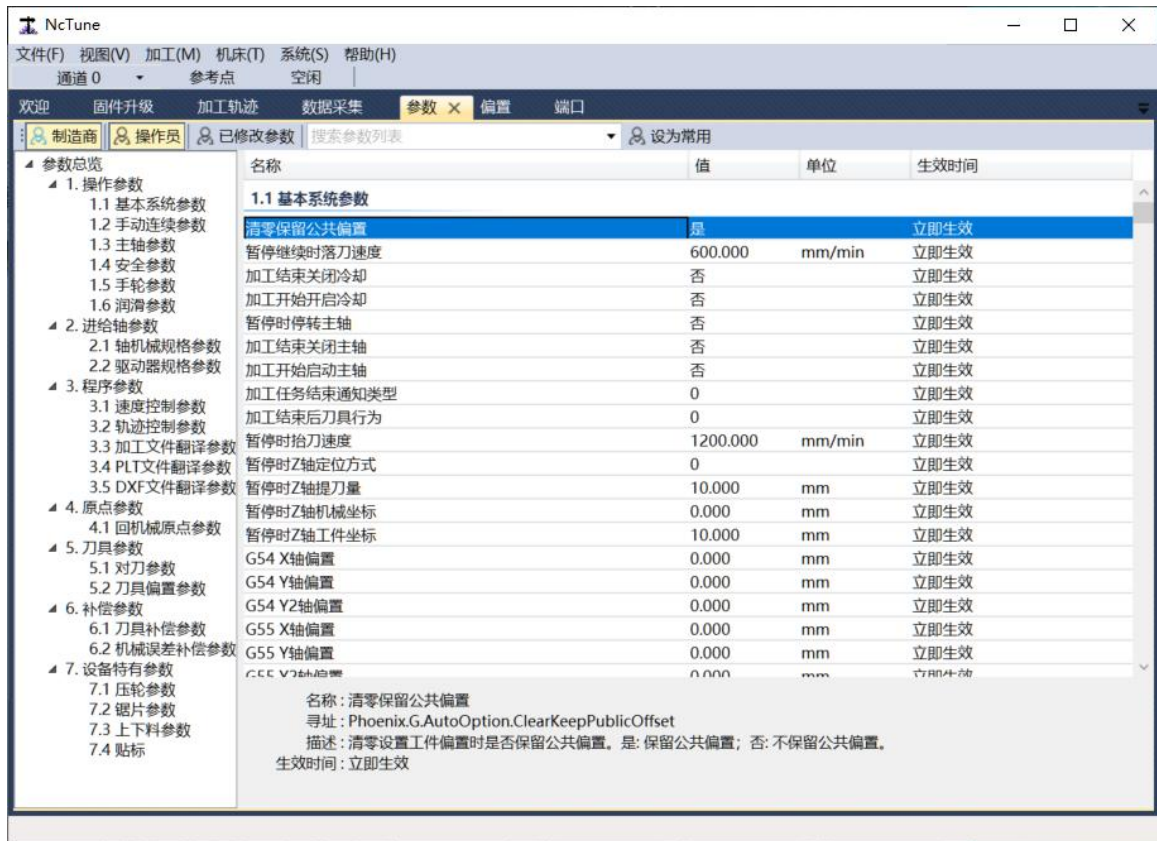 NcTune
文件(F) 视图(V) 加工(M) 机床(T) 系统(S) 帮助(H)
通道 0 参考点 空闲
欢迎 固件升级 加工轨迹 数据采集 参数 偏置 端口
制造商 操作员 已修改参数 搜索参数列表 设为常用
参数总览
1. 操作参数
1.1 基本系统参数
1.2 手动连续参数
1.3 主轴参数
1.4 安全参数
1.5 手轮参数
1.6 润滑参数
2. 进给轴参数
2.1 轴机械规格参数
2.2 驱动器规格参数
3. 程序参数
3.1 速度控制参数
3.2 轨迹控制参数
3.3 加工文件翻译参数
3.4 PLT文件翻译参数
3.5 DXF文件翻译参数
4. 原点参数
4.1 回机械原点参数
5. 刀具参数
5.1 对刀参数
5.2 刀具偏置参数
6. 补偿参数
6.1 刀具补偿参数
6.2 机械误差补偿参数
7. 设备特有参数
7.1 压轮参数
7.2 锯片参数
7.3 上下料参数
7.4 贴标
名称 值 单位 生效时间
1.1 基本系统参数
清零保留公共偏置 是 立即生效
暂停继续时落刀速度 600.000 mm/min 立即生效
加工结束关闭冷却 否 立即生效
加工开始开启冷却 否 立即生效
暂停时停转主轴 否 立即生效
加工结束关闭主轴 否 立即生效
加工开始启动主轴 否 立即生效
加工任务结束通知类型 0 立即生效
加工结束后刀具行为 0 立即生效
暂停时抬刀速度 1200.000 mm/min 立即生效
暂停时Z轴定位方式 0 立即生效
暂停时Z轴提刀量 10.000 mm 立即生效
暂停时Z轴机械坐标 0.000 mm 立即生效
暂停时Z轴工件坐标 10.000 mm 立即生效
G54 X轴偏置 0.000 mm 立即生效
G54 Y轴偏置 0.000 mm 立即生效
G54 Y2轴偏置 0.000 mm 立即生效
G55 X轴偏置 0.000 mm 立即生效
G55 Y轴偏置 0.000 mm 立即生效
G55 Y2轴偏置 0.000 mm 立即生效
名称 : 清零保留公共偏置
寻址 : Phoenix.G.AutoOption.ClearKeepPublicOffset
描述 : 清零设置工件偏置时是否保留公共偏置。是: 保留公共偏置；否: 不保留公共偏置。
生效时间 : 立即生效